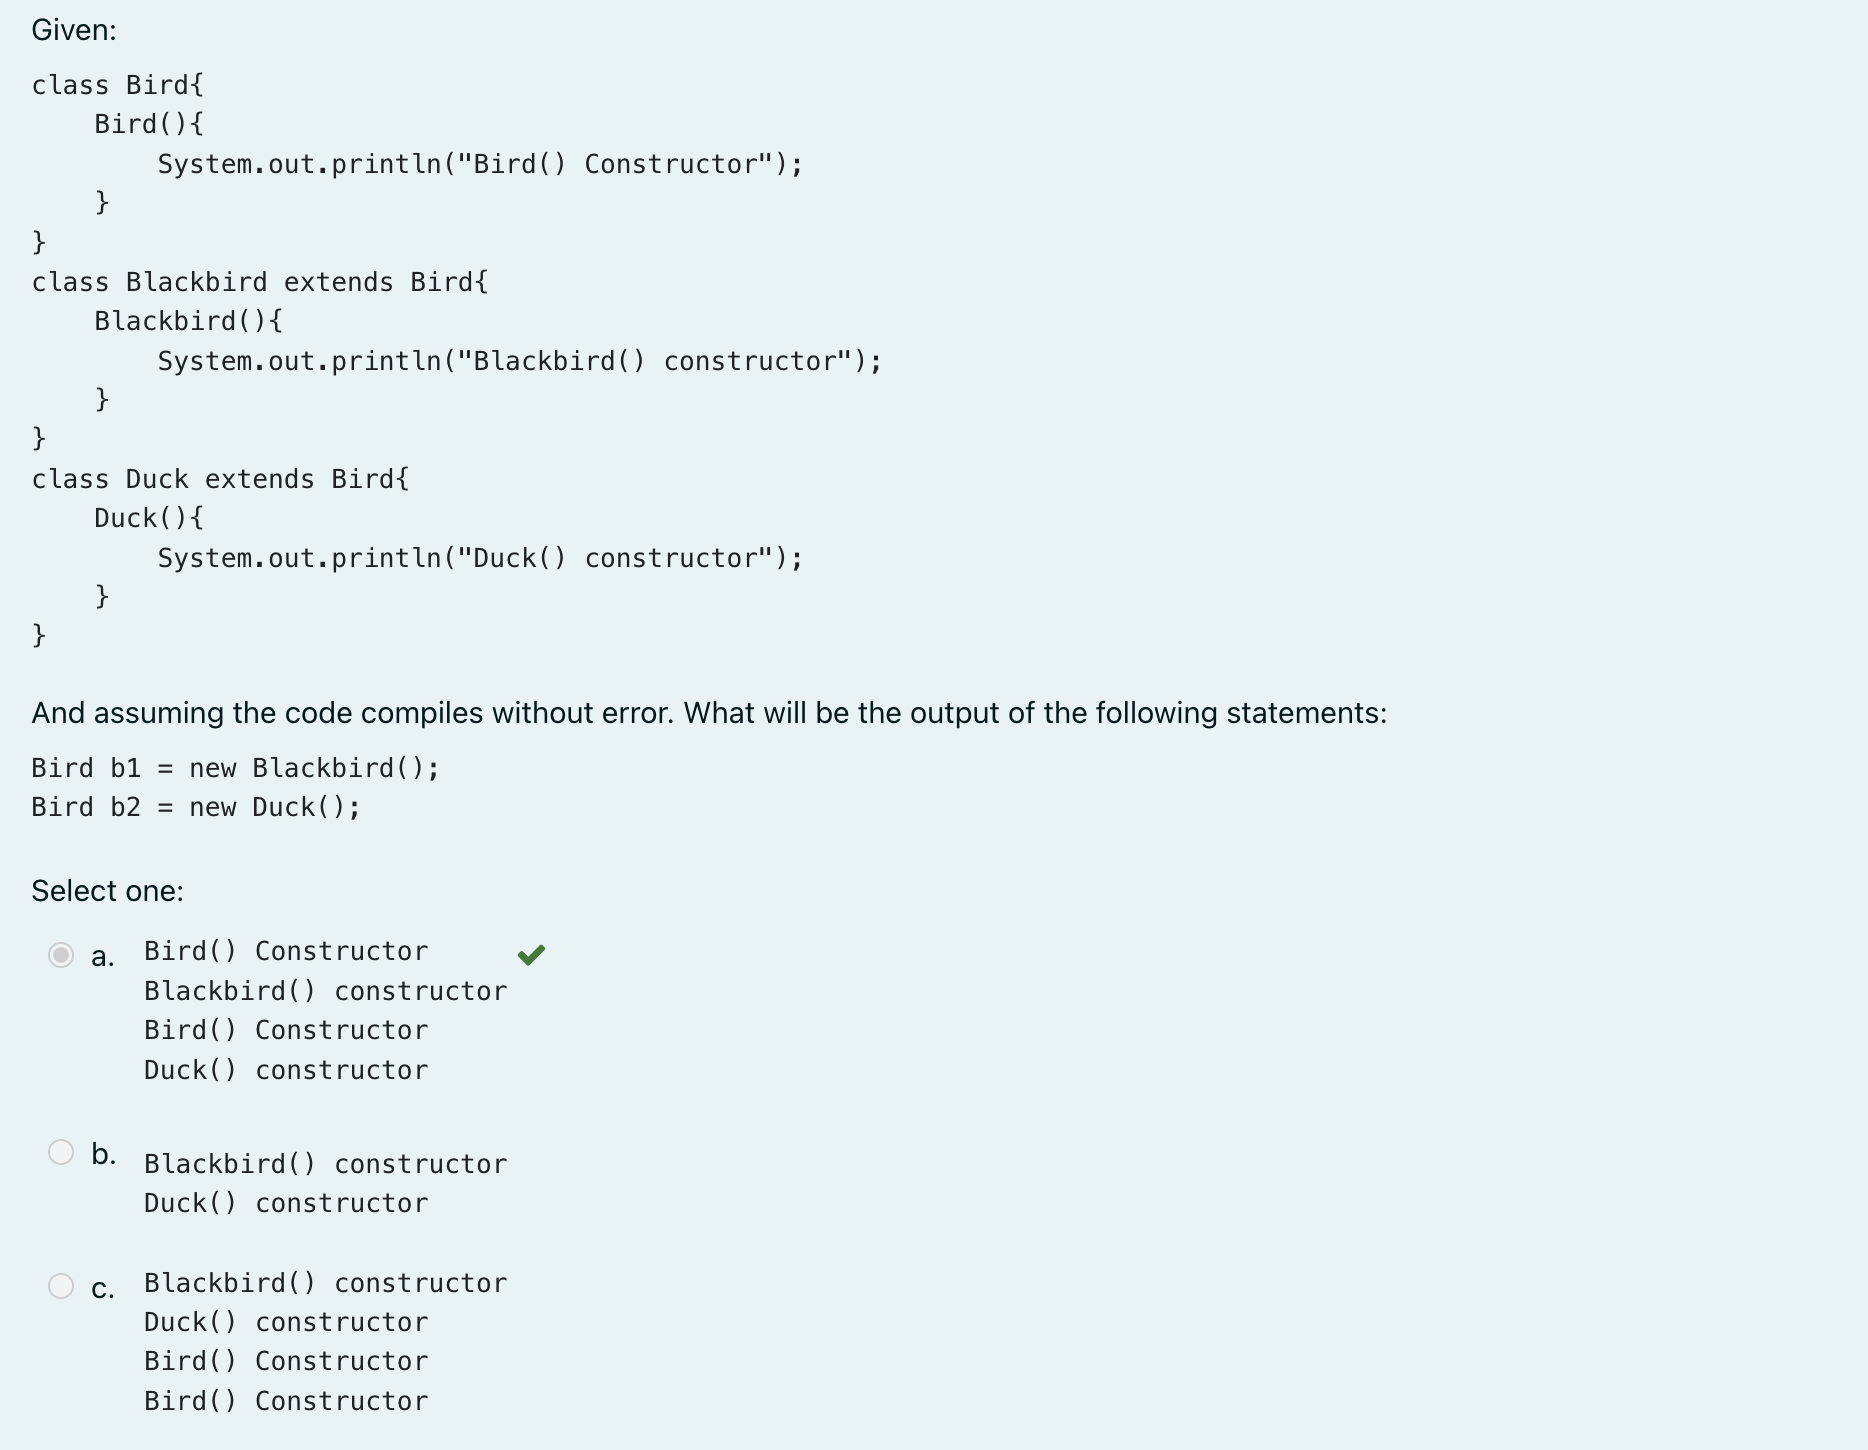 Given:
class Bird{
    Bird(){
        System.out.println("Bird() Constructor");
    }
}
class Blackbird extends Bird{
    Blackbird(){
        System.out.println("Blackbird() constructor");
    }
}
class Duck extends Bird{
    Duck(){
        System.out.println("Duck() constructor");
    }
}
And assuming the code compiles without error. What will be the output of the following statements:
Bird b1 = new Blackbird();
Bird b2 = new Duck();
Select one:
a. Bird() Constructor
Blackbird() constructor
Bird() Constructor
Duck() constructor
b. Blackbird() constructor
Duck() constructor
c. Blackbird() constructor
Duck() constructor
Bird() Constructor
Bird() Constructor